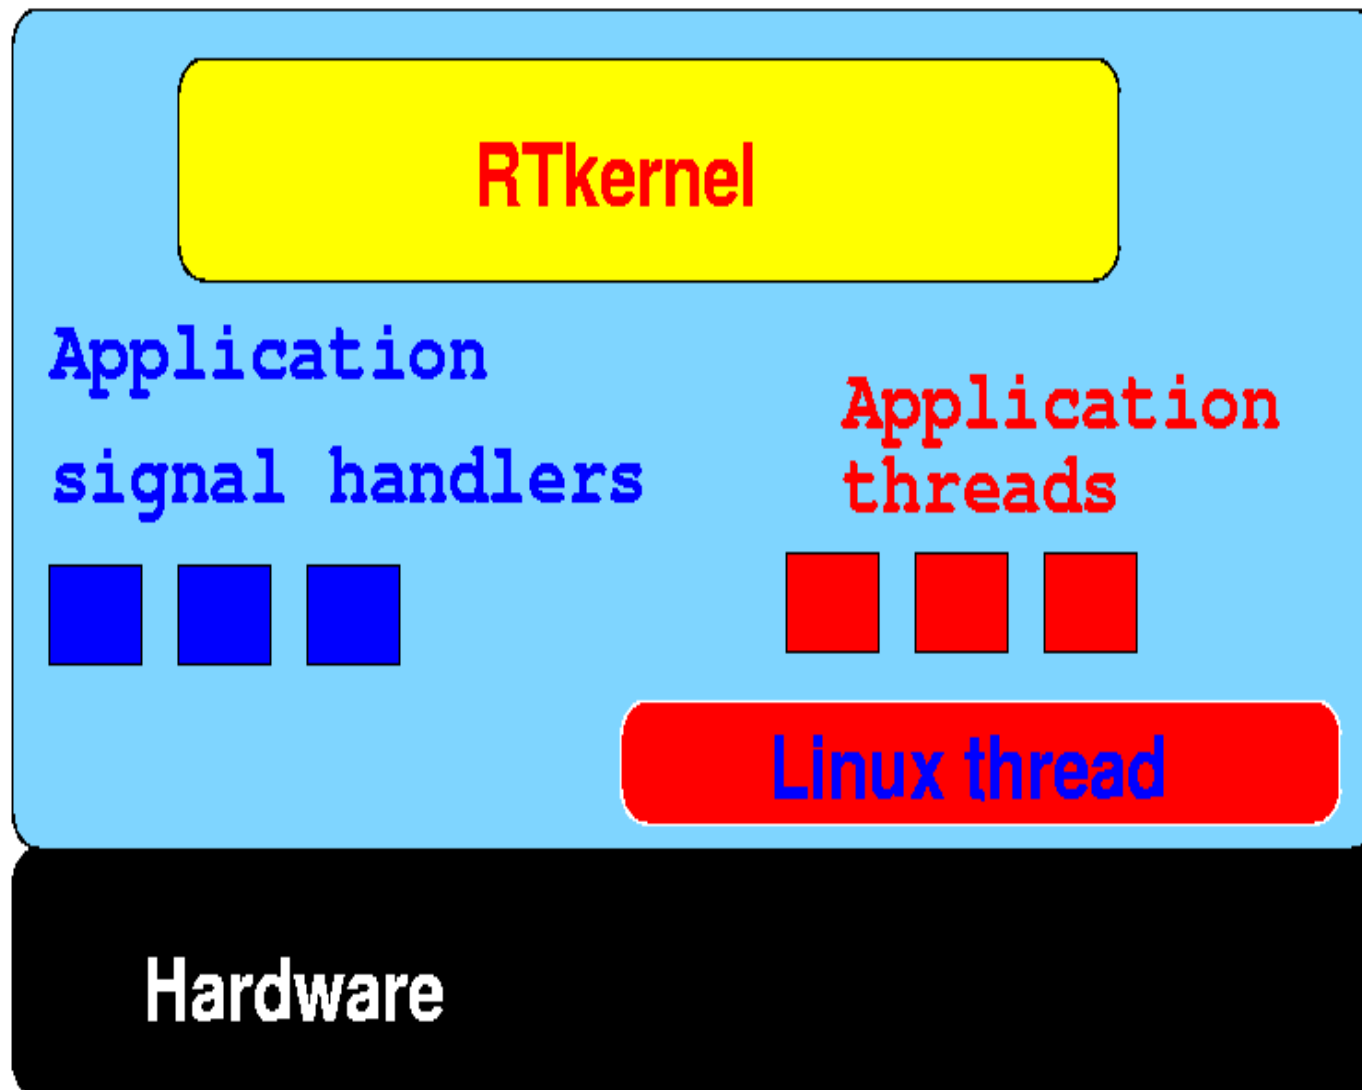 RTkernel
Application
signal handlers
Application
threads
Linux thread
Hardware